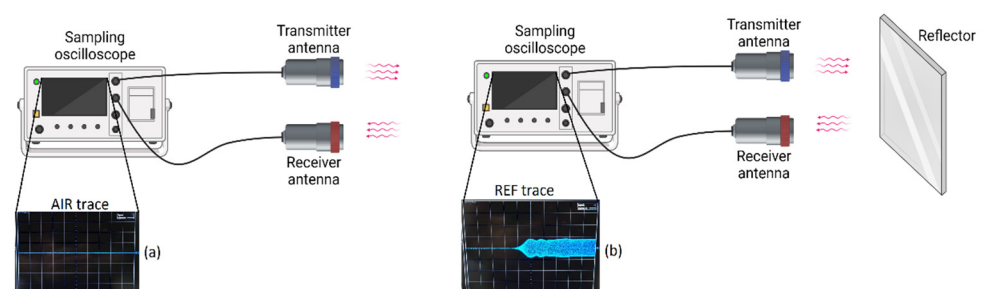 Sampling
oscilloscope
Transmitter
antenna
Receiver
antenna
AIR trace
(a)
Sampling
oscilloscope
Transmitter
antenna
Reflector
Receiver
antenna
REF trace
(b)